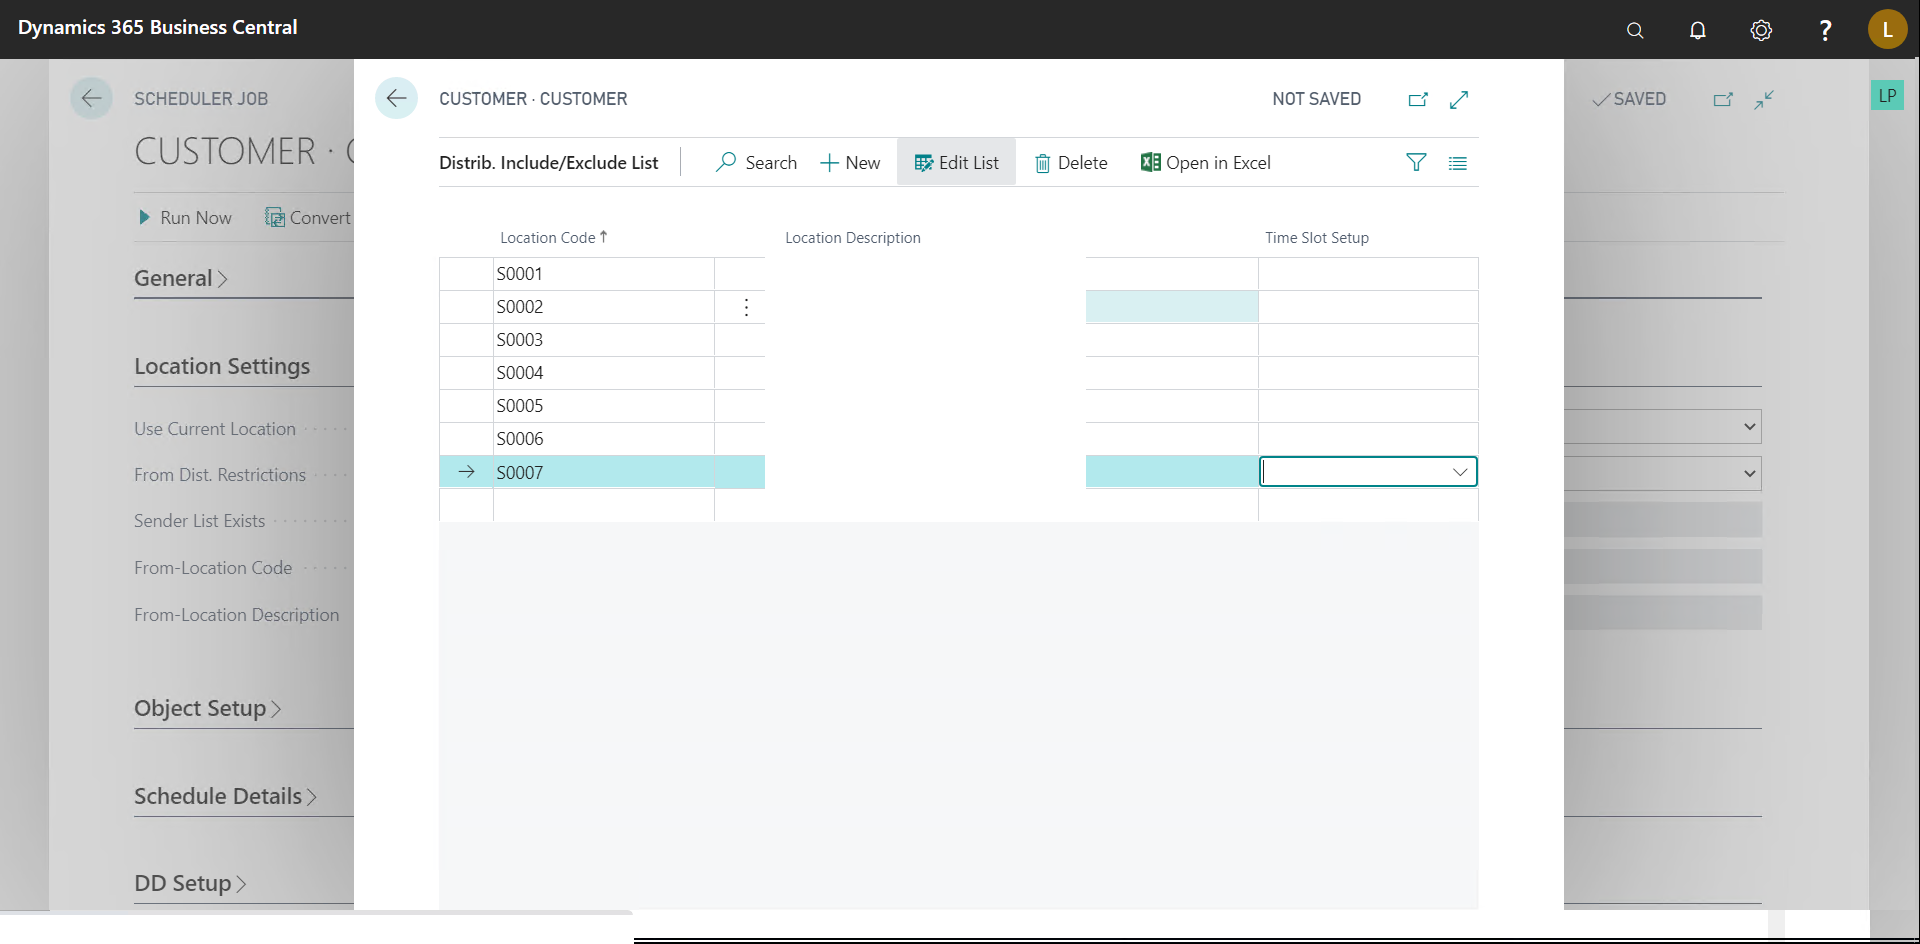 Dynamics 365 Business Central
?
L
SCHEDULER JOB
CUSTOMER ·
Run Now
Convert
General
Location Settings
Use Current Location
From Dist. Restrictions
Sender List Exists
From-Location Code
From-Location Description
Object Setup
Schedule Details
DD Setup
CUSTOMER · CUSTOMER
NOT SAVED
Distrib. Include/Exclude List
Search
New
Edit List
Delete
Open in Excel
Location Code ↑
Location Description
Time Slot Setup
S0001
S0002
S0003
S0004
S0005
S0006
S0007
SAVED
LP